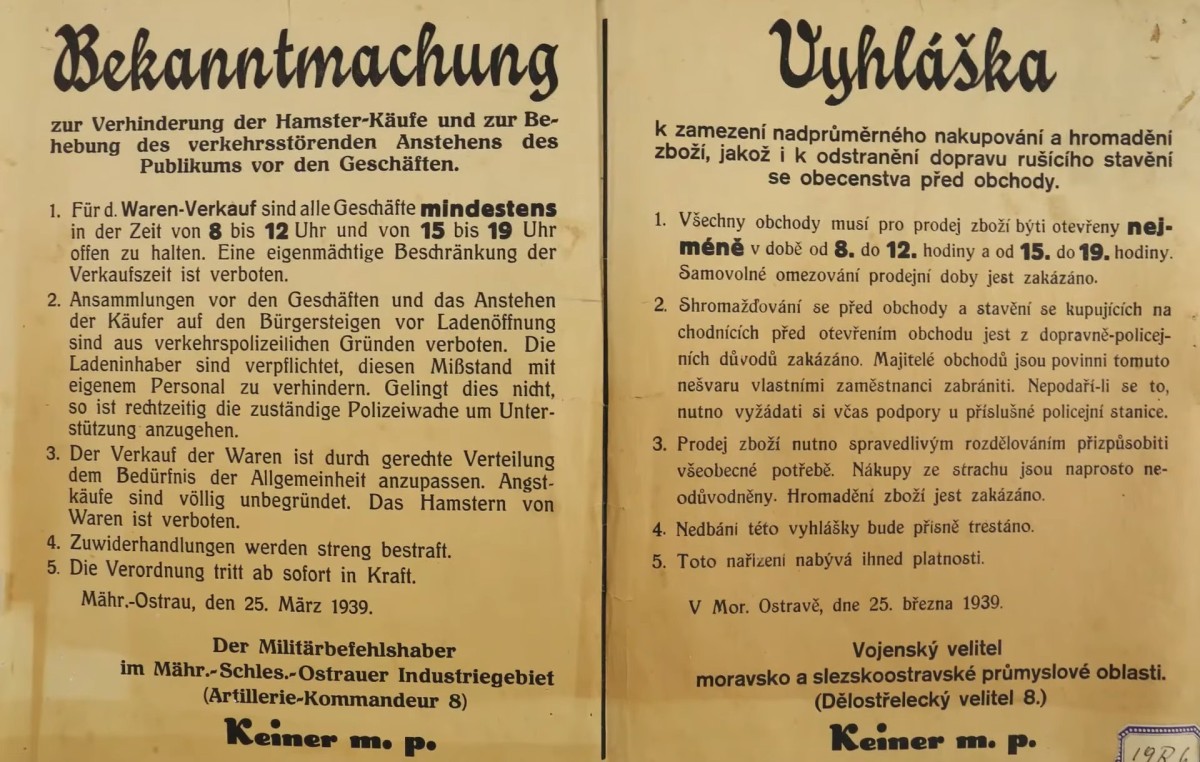 Bekanntmachung
zur Verhinderung der Hamster-Käufe und zur Be-
hebung des verkehrsstörenden Anstehens des
Publikums vor den Geschäften.
1. Für d. Waren-Verkauf sind alle Geschäfte mindestens
in der Zeit von 8 bis 12 Uhr und von 15 bis 19 Uhr
offen zu halten. Eine eigenmächtige Beschränkung der
Verkaufszeit ist verboten.
2. Ansammlungen vor den Geschäften und das Anstehen
der Käufer auf den Bürgersteigen vor Ladenöffnung
sind aus verkehrspolizeilichen Gründen verboten. Die
Ladeninhaber sind verpflichtet, diesen Mißstand mit
eigenem Personal zu verhindern. Gelingt dies nicht,
so ist rechtzeitig die zuständige Polizeiwache um Unter-
stützung anzugehen.
3. Der Verkauf der Waren ist durch gerechte Verteilung
dem Bedürfnis der Allgemeinheit anzupassen. Angst-
käufe sind völlig unbegründet. Das Hamstern von
Waren ist verboten.
4. Zuwiderhandlungen werden streng bestraft.
5. Die Verordnung tritt ab sofort in Kraft.
Mähr.-Ostrau, den 25. März 1939.
Der Militärbefehlshaber
im Mähr.-Schles.-Ostrauer Industriegebiet
(Artillerie-Kommandeur 8)
Keiner m. p.
Vyhláška
k zamezení nadprůměrného nakupování a hromadění
zboží, jakož i k odstranění dopravu rušícího stavění
se obecenstva před obchody.
1. Všechny obchody musí pro prodej zboží býti otevřeny nej-
méně v době od 8. do 12. hodiny a od 15. do 19. hodiny.
Samovolné omezování prodejní doby jest zakázáno.
2. Shromažďování se před obchody a stavění se kupujících na
chodnících před otevřením obchodu jest z dopravně-policej-
ních důvodů zakázáno. Majitelé obchodů jsou povinni tomuto
nešvaru vlastními zaměstnanci zabrániti. Nepodaří-li se to,
nutno vyžádati si včas podpory u příslušné policejní stanice.
3. Prodej zboží nutno spravedlivým rozdělováním přizpůsobiti
všeobecné potřebě. Nákupy ze strachu jsou naprosto ne-
odůvodněny. Hromadění zboží jest zakázáno.
4. Nedbání této vyhlášky bude přísně trestáno.
5. Toto nařízení nabývá ihned platnosti.
V Mor. Ostravě, dne 25. března 1939.
Vojenský velitel
moravsko a slezskoostravské průmyslové oblasti.
(Dělostřelecký velitel 8.)
Keiner m. p.